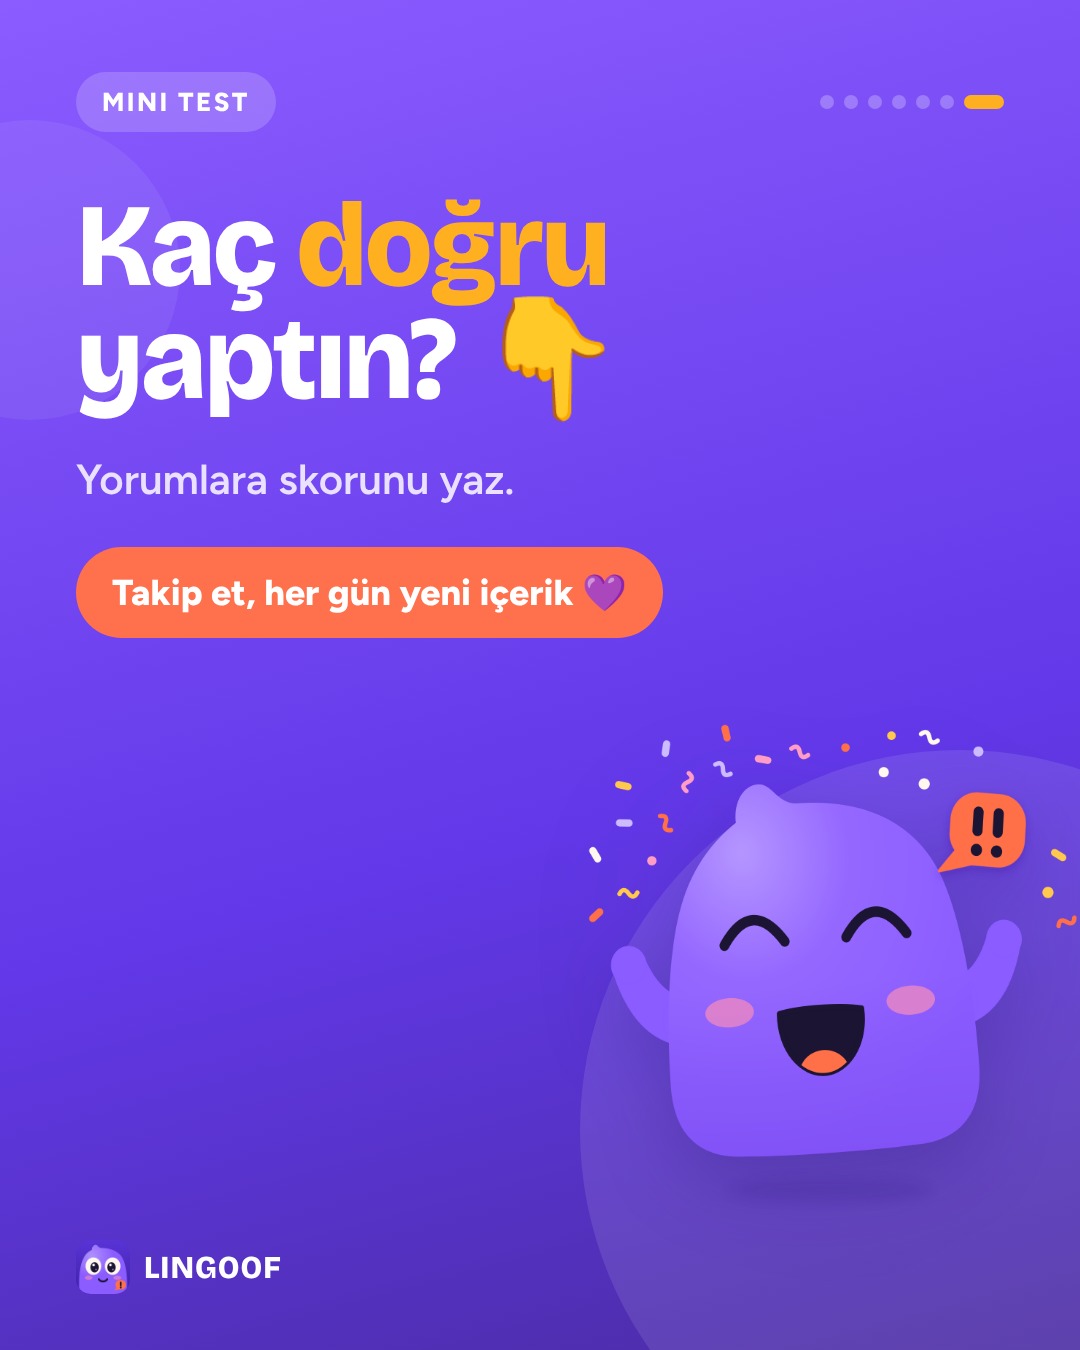 MINI TEST
Kaç doğru
yaptın? 👇
Yorumlara skorunu yaz.
Takip et, her gün yeni içerik 💜
!!
LINGOOF